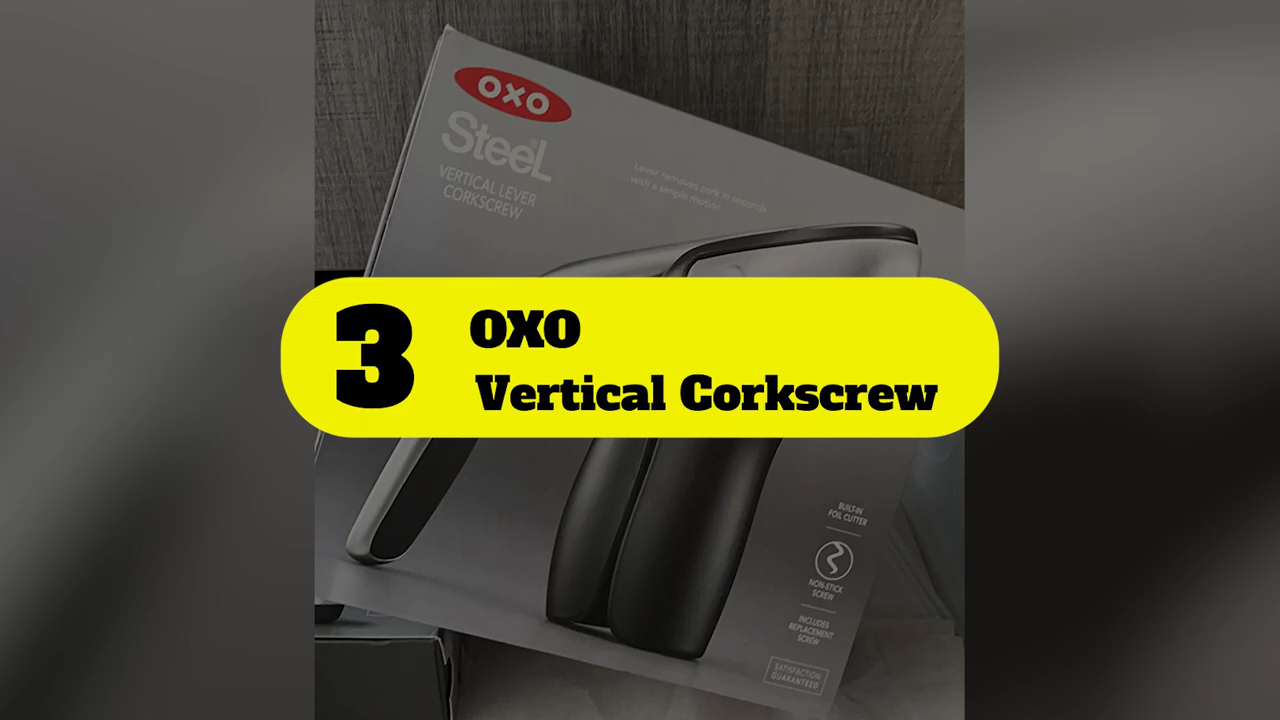 OXO
SteeL
VERTICAL LEVER
CORKSCREW
Lever removes cork in seconds
with a simple motion
3
OXO
Vertical Corkscrew
BUILT-IN
FOIL CUTTER
NON-STICK
SCREW
INCLUDES
REPLACEMENT
SCREW
SATISFACTION
GUARANTEED